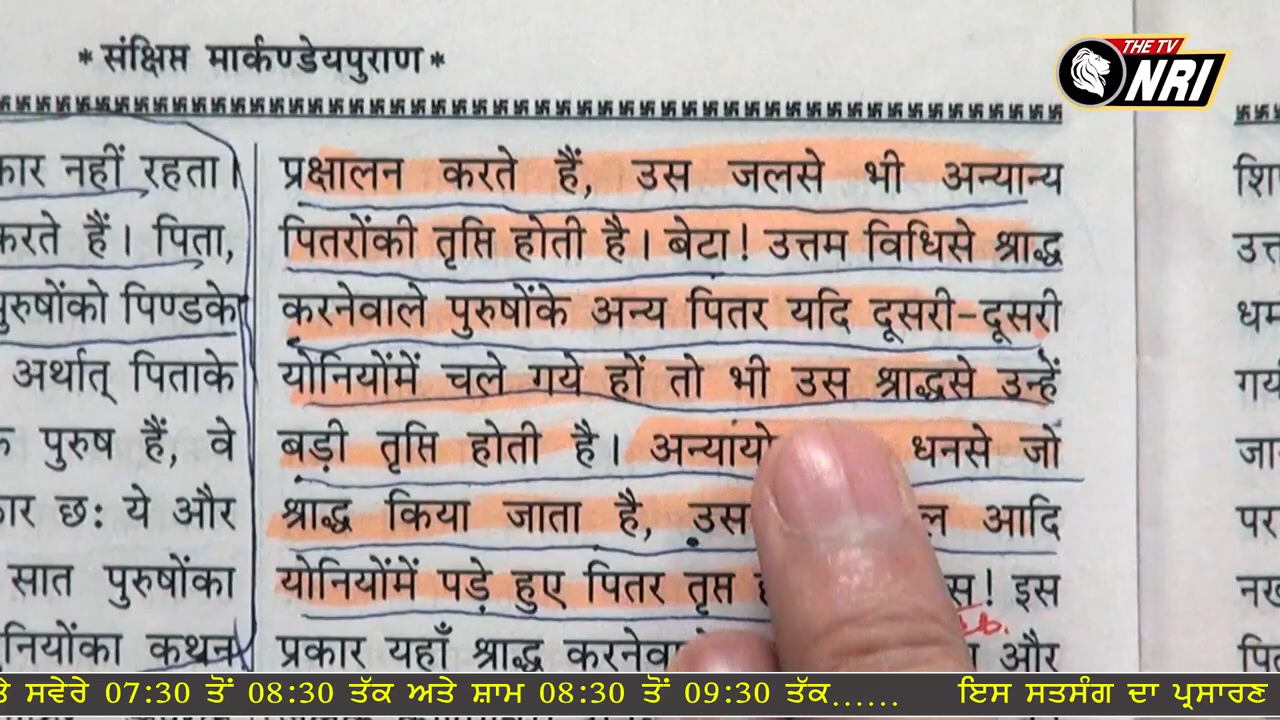 *संक्षिप्त मार्कण्डेयपुराण*
THE TV
NRI
नहीं रहता।
करते हैं। पिता,
पुरुषोंको पिण्डके
अर्थात् पिताके
पुरुष हैं, वे
छः ये और
सात पुरुषोंका
कथन
प्रक्षालन करते हैं, उस जलसे भी अन्यान्य
पितरोंकी तृप्ति होती है। बेटा! उत्तम विधिसे श्राद्ध
करनेवाले पुरुषोंके अन्य पितर यदि दूसरी-दूसरी
योनियोंमें चले गये हों तो भी उस श्राद्धसे उन्हें
बड़ी तृप्ति होती है। धनसे जो
श्राद्ध किया जाता है, उस आदि
योनियोंमें पड़े हुए पितर तृप्त इस
प्रकार यहाँ श्राद्ध और
ਸਵੇਰੇ 07:30 ਤੋਂ 08:30 ਤੱਕ ਅਤੇ ਸ਼ਾਮ 08:30 ਤੋਂ 09:30 ਤੱਕ...... ਇਸ ਸਤਸੰਗ ਦਾ ਪ੍ਰਸਾਰਣ